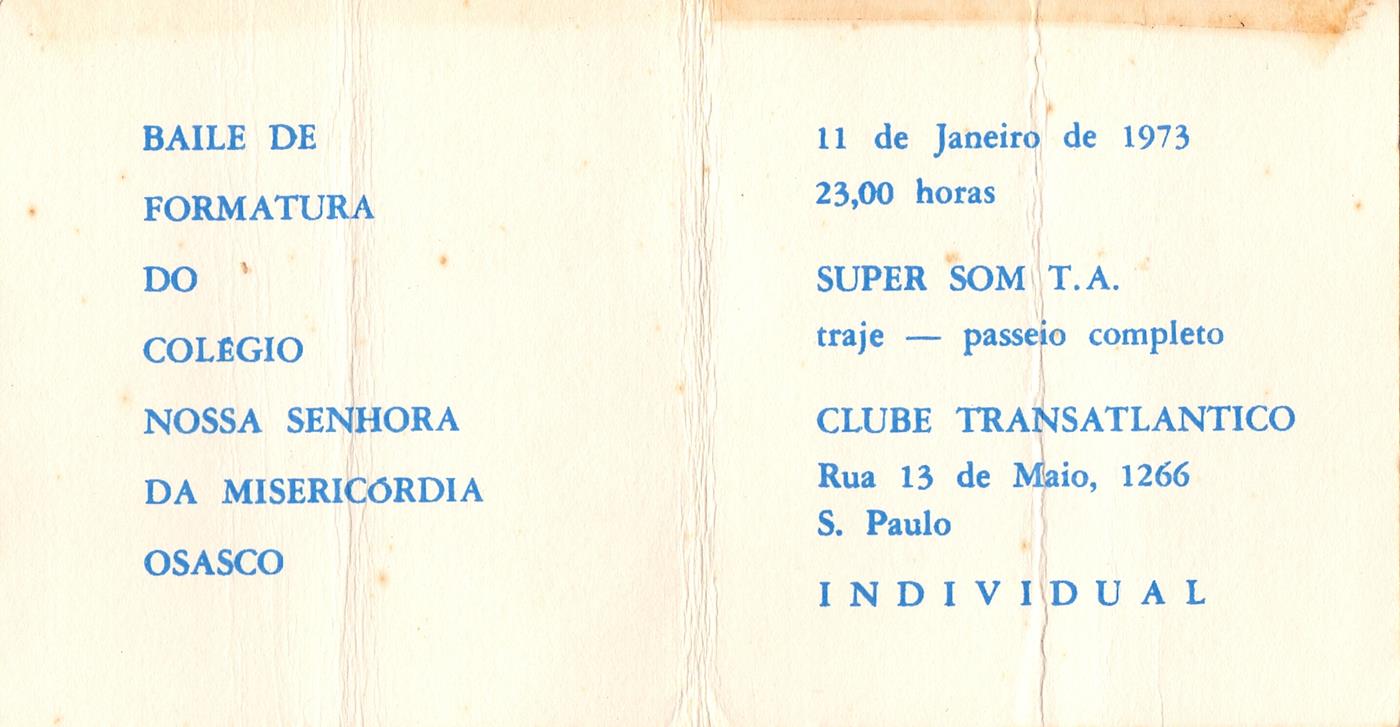 BAILE DE
FORMATURA
DO
COLÉGIO
NOSSA SENHORA
DA MISERICÓRDIA
OSASCO
11 de Janeiro de 1973
23,00 horas
SUPER SOM T. A.
traje — passeio completo
CLUBE TRANSATLANTICO
Rua 13 de Maio, 1266
S. Paulo
INDIVIDUAL